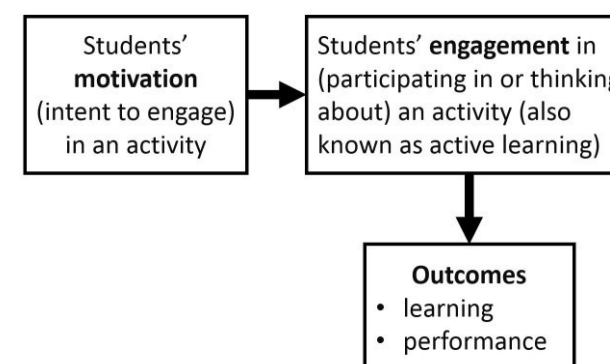 Students’
motivation
(intent to engage)
in an activity
Students’ engagement in
(participating in or thinking
about) an activity (also
known as active learning)
Outcomes
• learning
• performance